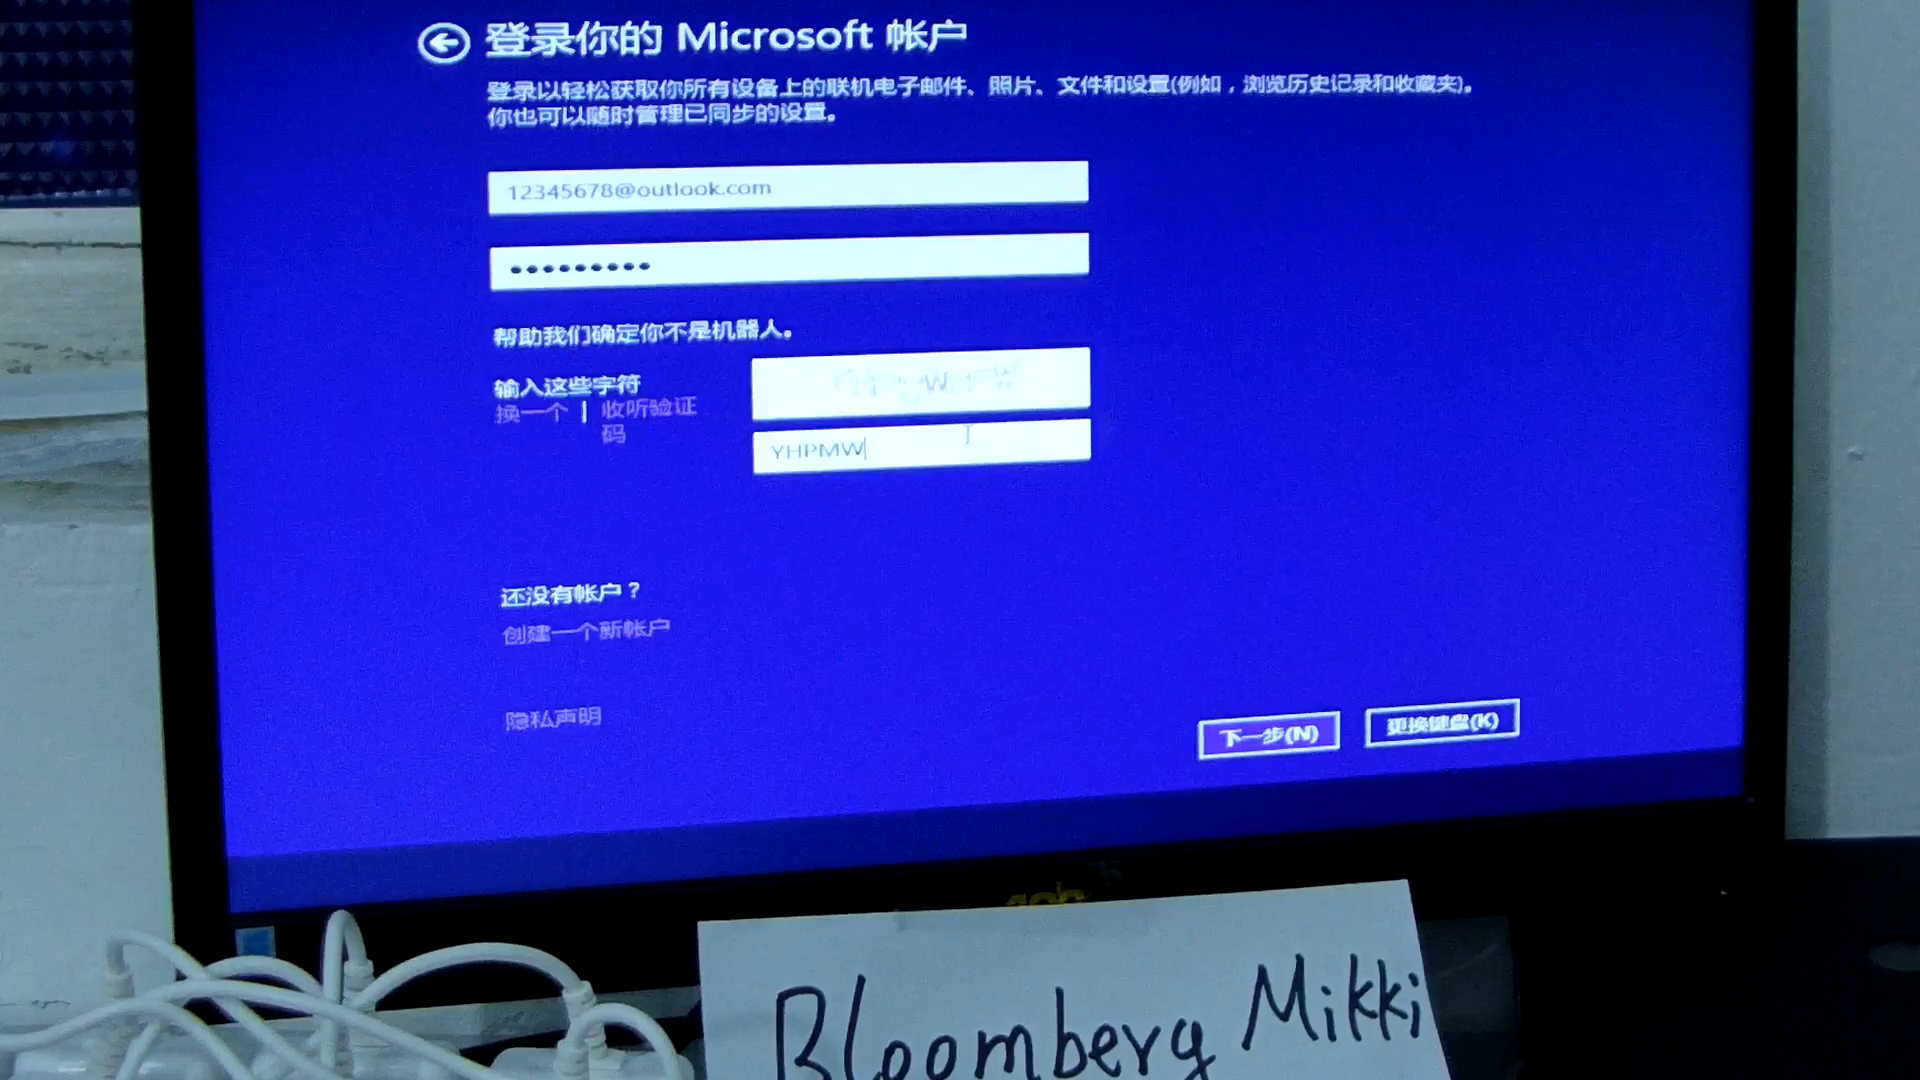 登录你的 Microsoft 帐户
登录以轻松获取你所有设备上的联机电子邮件、照片、文件和设置(例如，浏览历史记录和收藏夹)。
你也可以随时管理已同步的设置。
12345678@outlook.com
●●●●●●●●●
帮助我们确定你不是机器人。
输入这些字符
换一个 | 收听验证
码
YHPMW
还没有帐户？
创建一个新帐户
隐私声明
下一步(N)
更换键盘(K)
Bloomberg Mikki